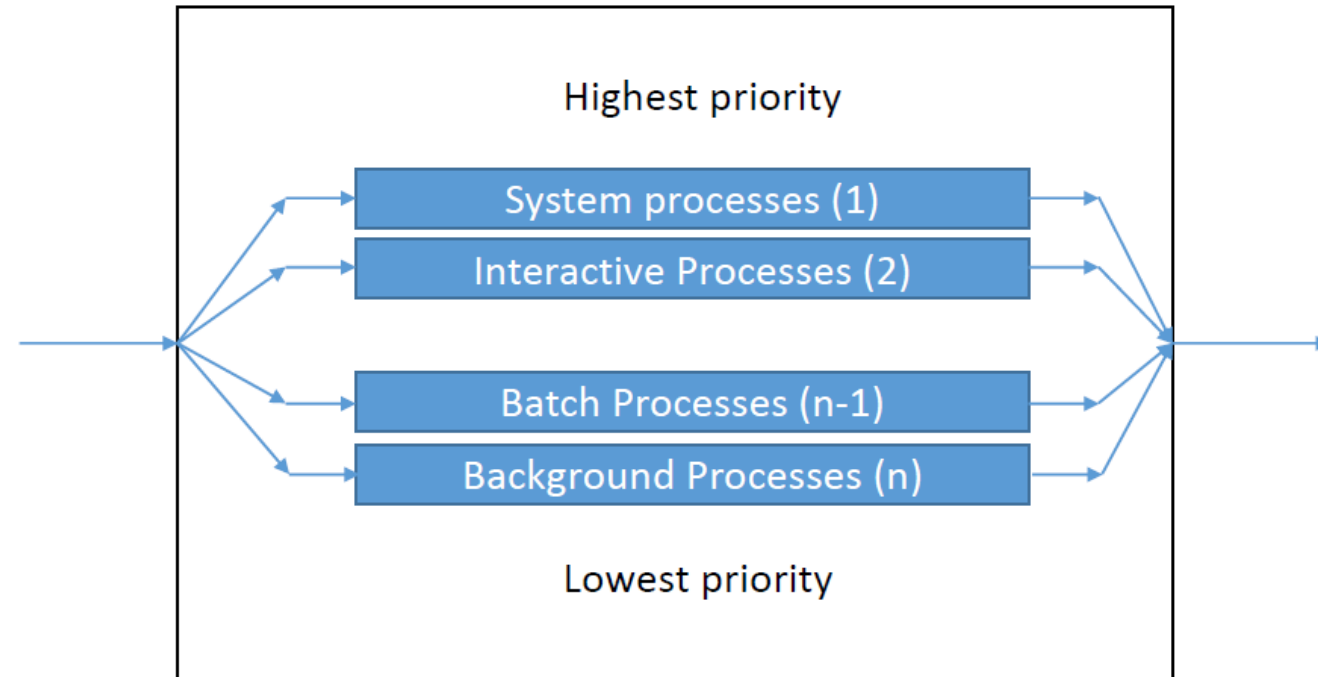 Highest priority
System processes (1)
Interactive Processes (2)
Batch Processes (n-1)
Background Processes (n)
Lowest priority